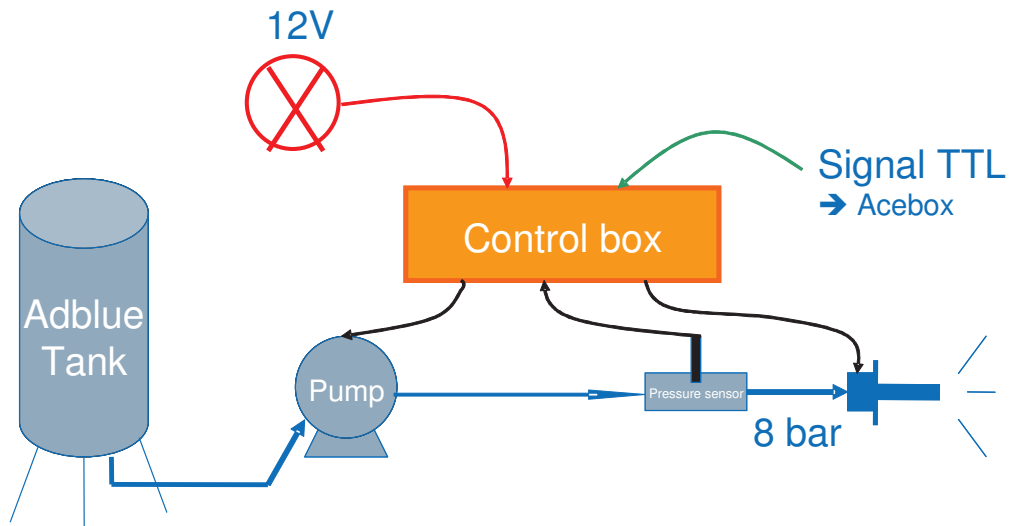 12V
Signal TTL
➔ Acebox
Control box
Adblue
Tank
Pump
Pressure sensor
8 bar